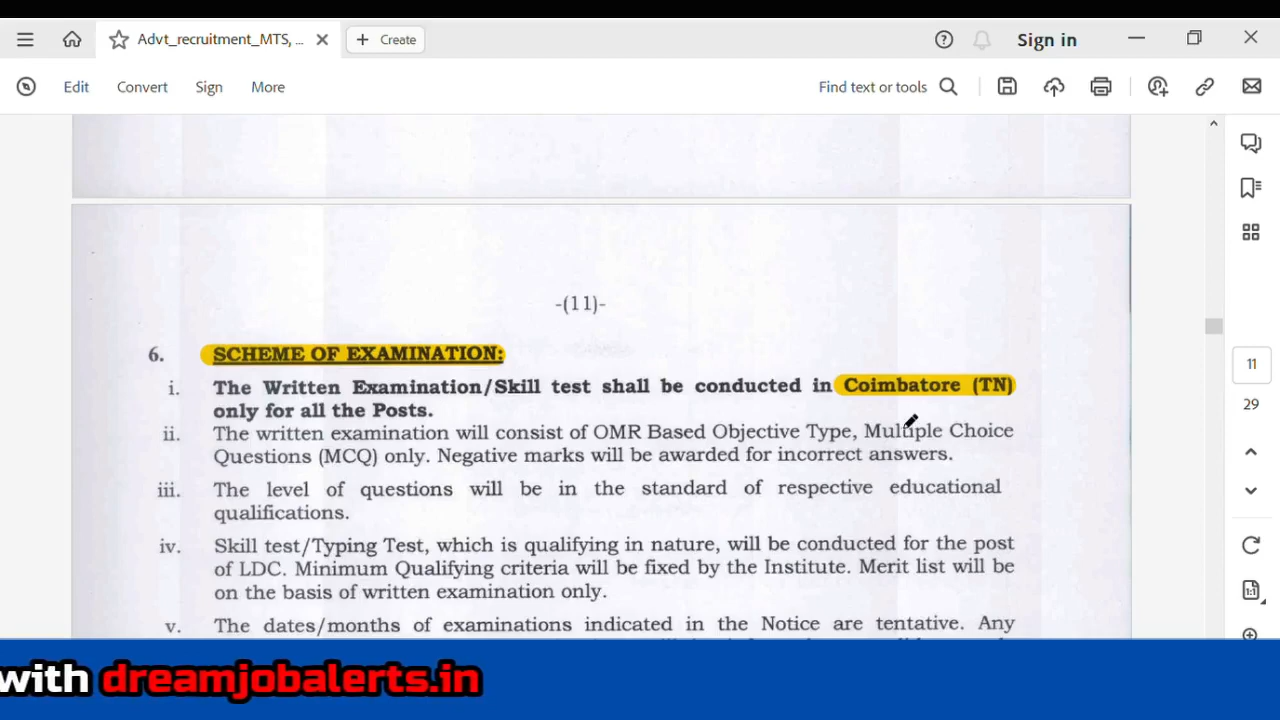 Advt_recruitment_MTS, ...
Create
Sign in
Edit
Convert
Sign
More
Find text or tools
-(11)-
6. SCHEME OF EXAMINATION:
i. The Written Examination/Skill test shall be conducted in Coimbatore (TN)
only for all the Posts.
ii. The written examination will consist of OMR Based Objective Type, Multiple Choice
Questions (MCQ) only. Negative marks will be awarded for incorrect answers.
iii. The level of questions will be in the standard of respective educational
qualifications.
iv. Skill test/Typing Test, which is qualifying in nature, will be conducted for the post
of LDC. Minimum Qualifying criteria will be fixed by the Institute. Merit list will be
on the basis of written examination only.
v. The dates/months of examinations indicated in the Notice are tentative. Any
11
29
1:1
with dreamjobalerts.in